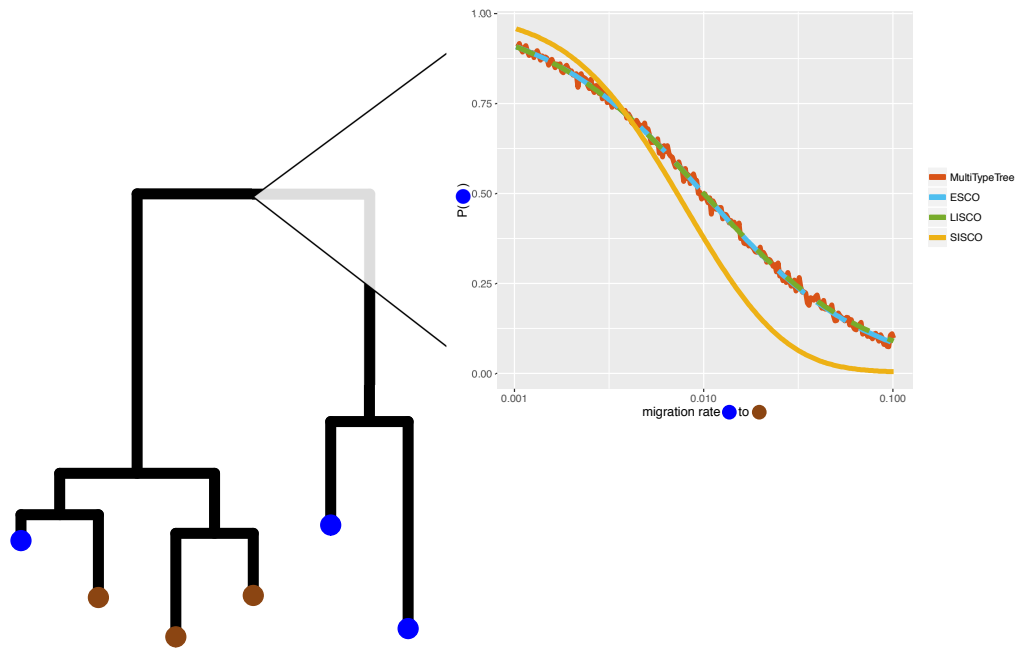 1.00
0.75
0.50
0.25
0.00
P( )
0.001
0.010
0.100
migration rate to
MultiTypeTree
ESCO
LISCO
SISCO